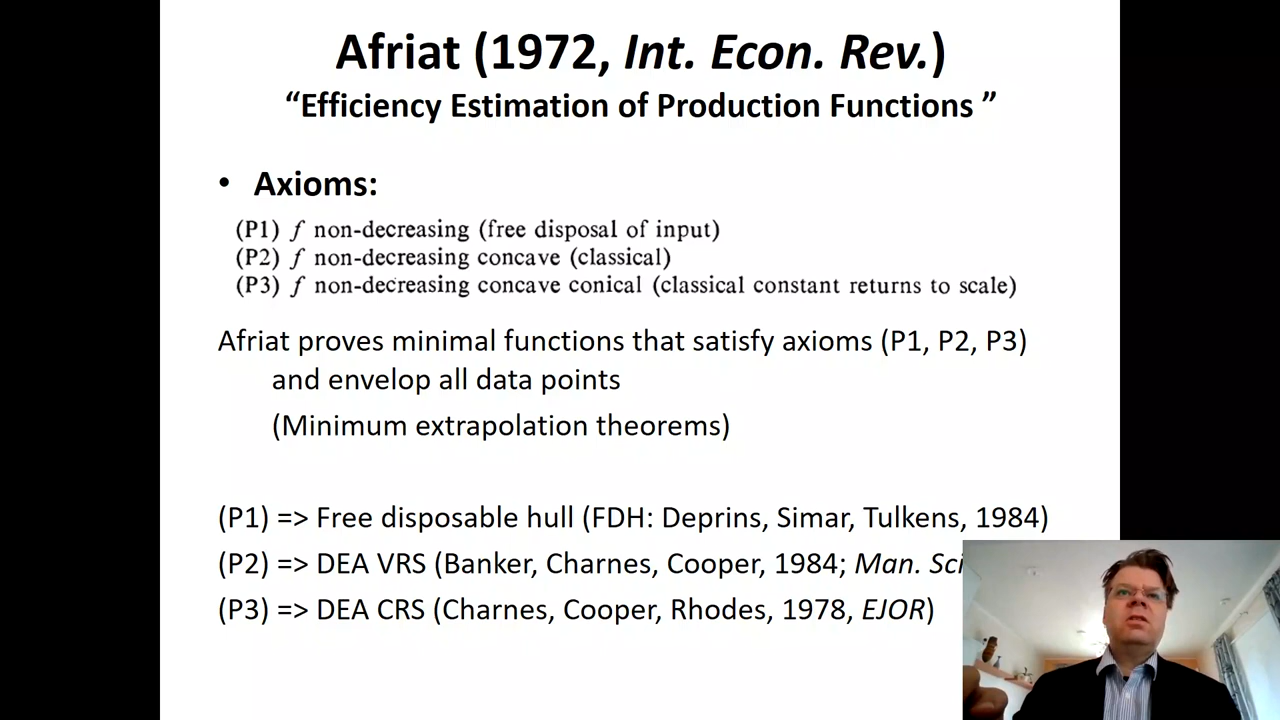 Afriat (1972, Int. Econ. Rev.)
“Efficiency Estimation of Production Functions ”
• Axioms:
(P1) f non-decreasing (free disposal of input)
(P2) f non-decreasing concave (classical)
(P3) f non-decreasing concave conical (classical constant returns to scale)
Afriat proves minimal functions that satisfy axioms (P1, P2, P3)
and envelop all data points
(Minimum extrapolation theorems)
(P1) => Free disposable hull (FDH: Deprins, Simar, Tulkens, 1984)
(P2) => DEA VRS (Banker, Charnes, Cooper, 1984; Man. Sci
(P3) => DEA CRS (Charnes, Cooper, Rhodes, 1978, EJOR)